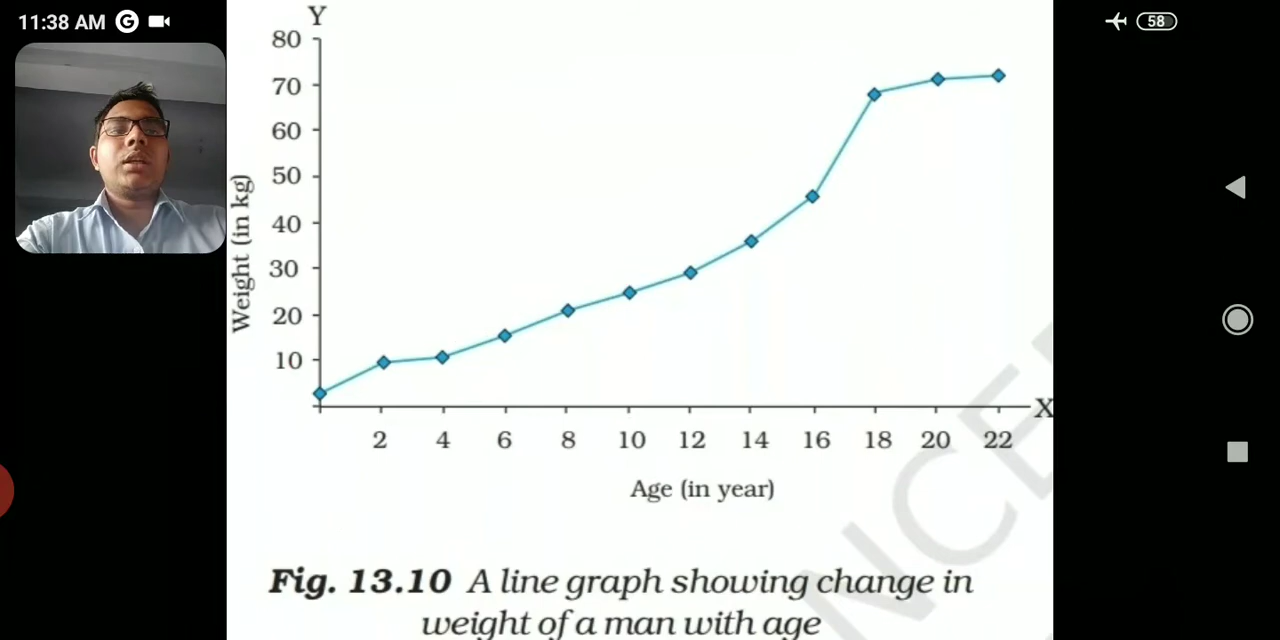 11:38 AM G
58
Y
80
70
60
50
40
30
20
10
Weight (in kg)
X
2 4 6 8 10 12 14 16 18 20 22
Age (in year)
Fig. 13.10 A line graph showing change in
weight of a man with age
NCE